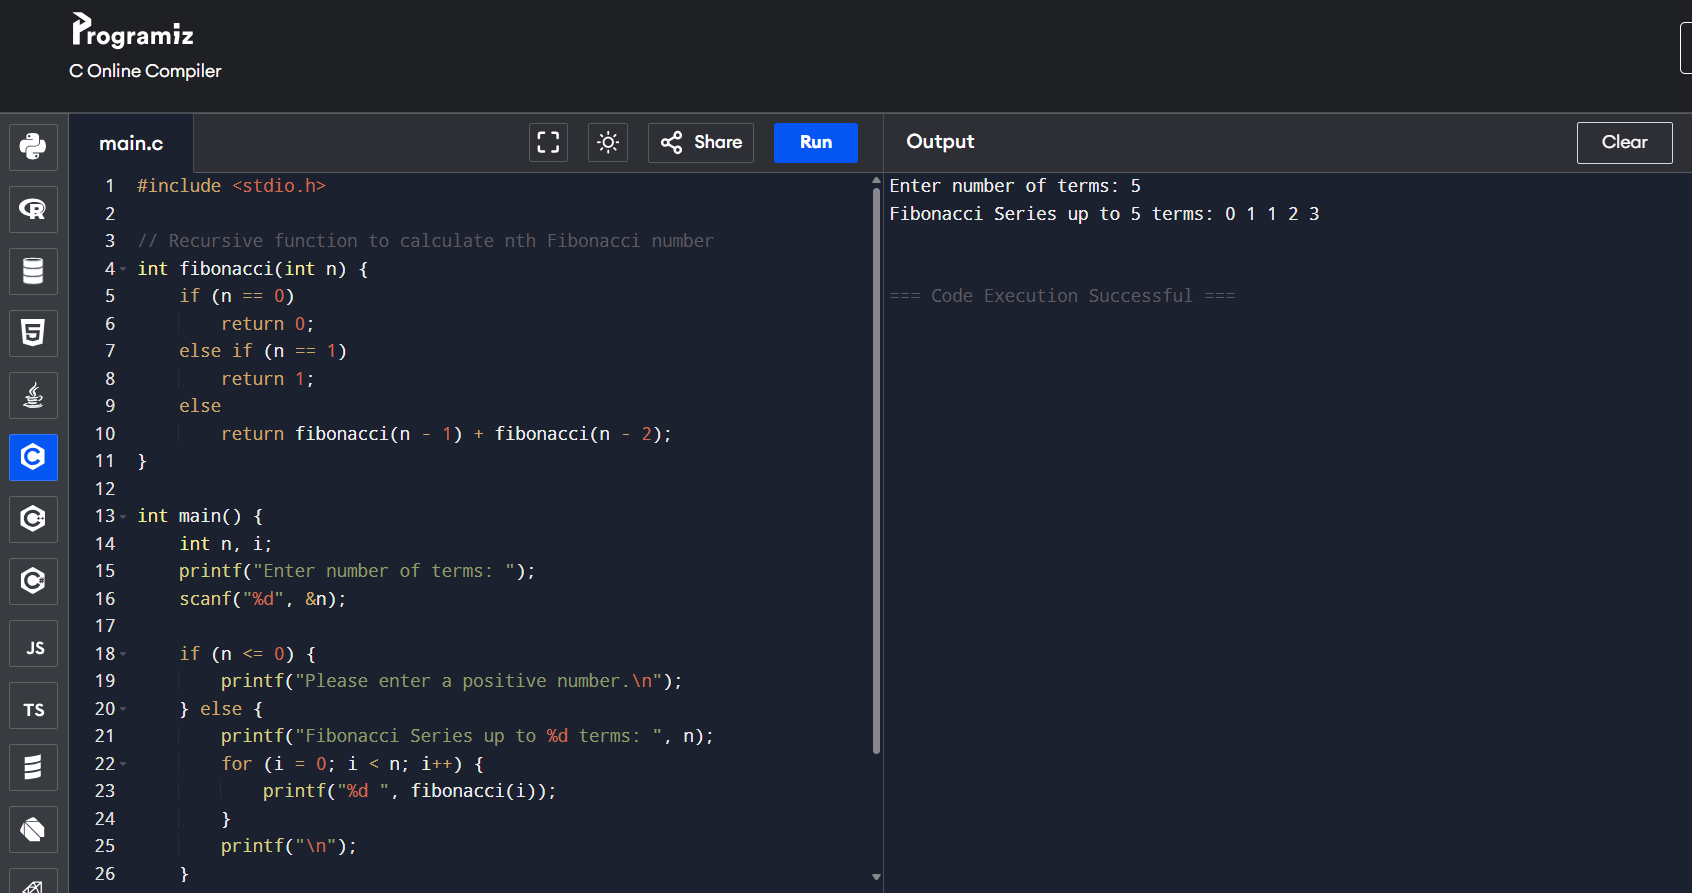 Programiz
C Online Compiler
main.c
Share
Run
Output
Clear
1 #include <stdio.h>
2
3 // Recursive function to calculate nth Fibonacci number
4 int fibonacci(int n) {
5     if (n == 0)
6         return 0;
7     else if (n == 1)
8         return 1;
9     else
10         return fibonacci(n - 1) + fibonacci(n - 2);
11 }
12
13 int main() {
14     int n, i;
15     printf("Enter number of terms: ");
16     scanf("%d", &n);
17
18     if (n <= 0) {
19         printf("Please enter a positive number.\n");
20     } else {
21         printf("Fibonacci Series up to %d terms: ", n);
22         for (i = 0; i < n; i++) {
23             printf("%d ", fibonacci(i));
24         }
25         printf("\n");
26     }
Enter number of terms: 5
Fibonacci Series up to 5 terms: 0 1 1 2 3
=== Code Execution Successful ===
R
5
C
C+
C#
JS
TS